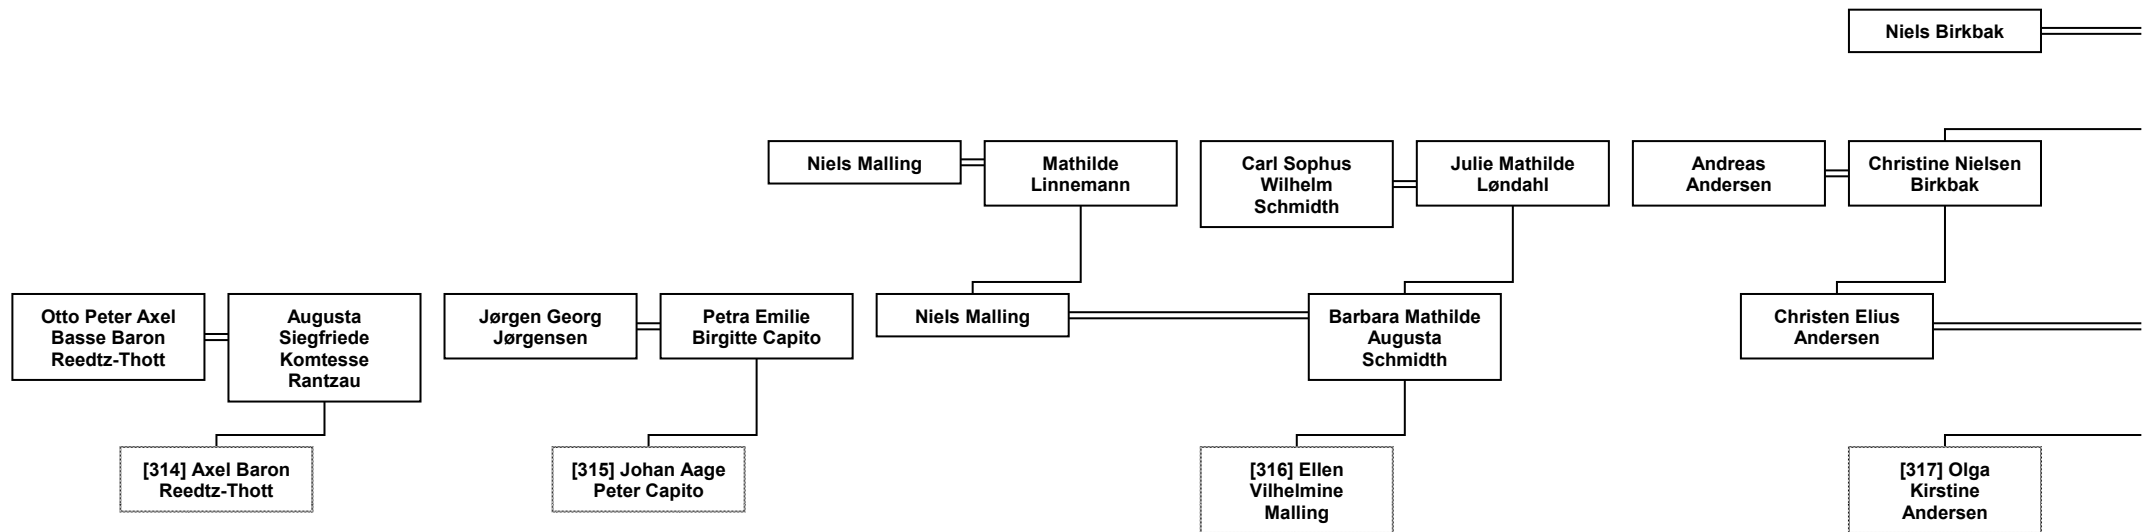 Niels Birkbak
Niels Malling
Mathilde
Linnemann
Carl Sophus
Wilhelm
Schmidth
Julie Mathilde
Løndahl
Andreas
Andersen
Christine Nielsen
Birkbak
Otto Peter Axel
Basse Baron
Reedtz-Thott
Augusta
Siegfriede
Komtesse
Rantzau
Jørgen Georg
Jørgensen
Petra Emilie
Birgitte Capito
Niels Malling
Barbara Mathilde
Augusta
Schmidth
Christen Elius
Andersen
[314] Axel Baron
Reedtz-Thott
[315] Johan Aage
Peter Capito
[316] Ellen
Vilhelmine
Malling
[317] Olga
Kirstine
Andersen